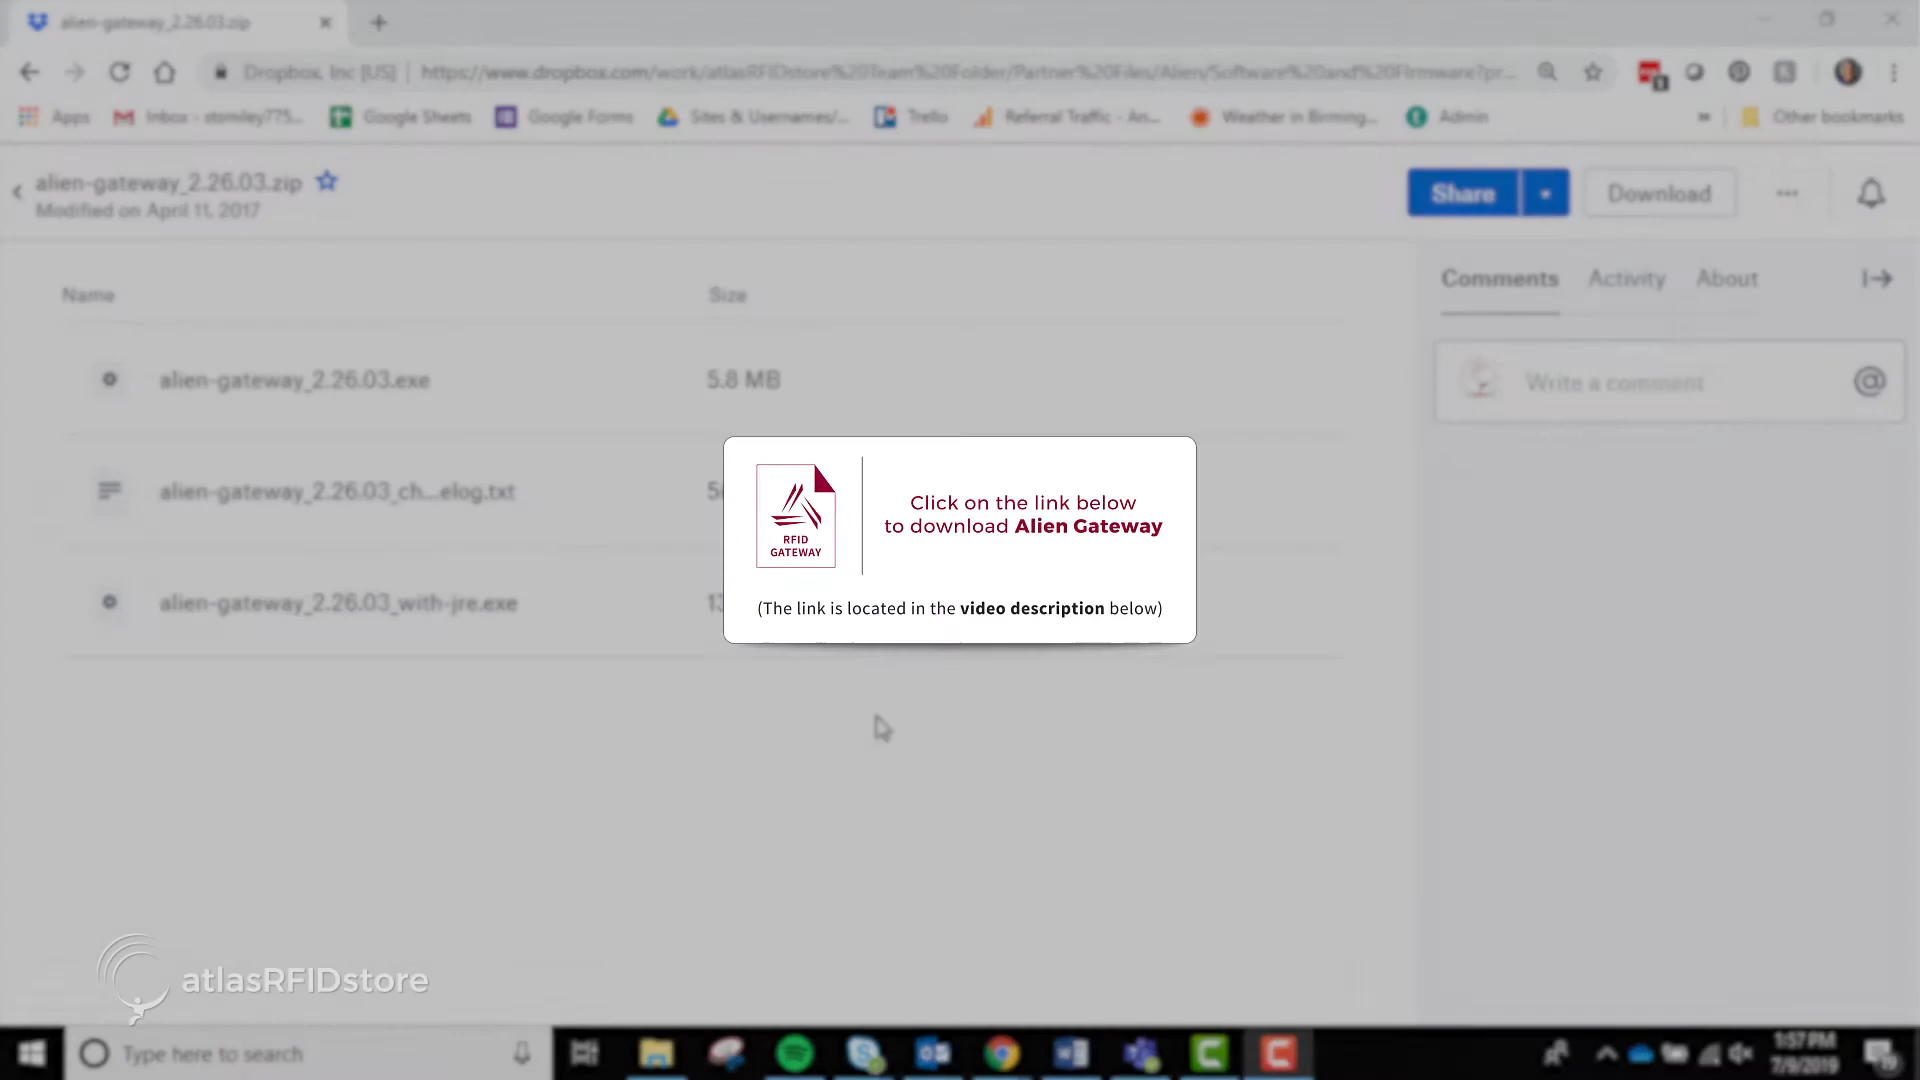 alien-gateway_2.26.03.zip
Dropbox, Inc [US] | https://www.dropbox.com/work/atlasRFIDstore%20Team%20Folder/Partner%20Files/Alien/Software%20and%20Firmware?pr...
Apps
Inbox - stsmiley775...
Google Sheets
Google Forms
Sites & Usernames/...
Trello
Referral Traffic - An...
Weather in Birming...
Admin
Other bookmarks
alien-gateway_2.26.03.zip
Modified on April 11, 2017
Share
Download
Comments
Activity
About
Name
Size
Write a comment
alien-gateway_2.26.03.exe
5.8 MB
alien-gateway_2.26.03_ch...elog.txt
alien-gateway_2.26.03_with-jre.exe
RFID
GATEWAY
Click on the link below
to download Alien Gateway
(The link is located in the video description below)
atlasRFIDstore
Type here to search
1:57 PM
7/9/2019